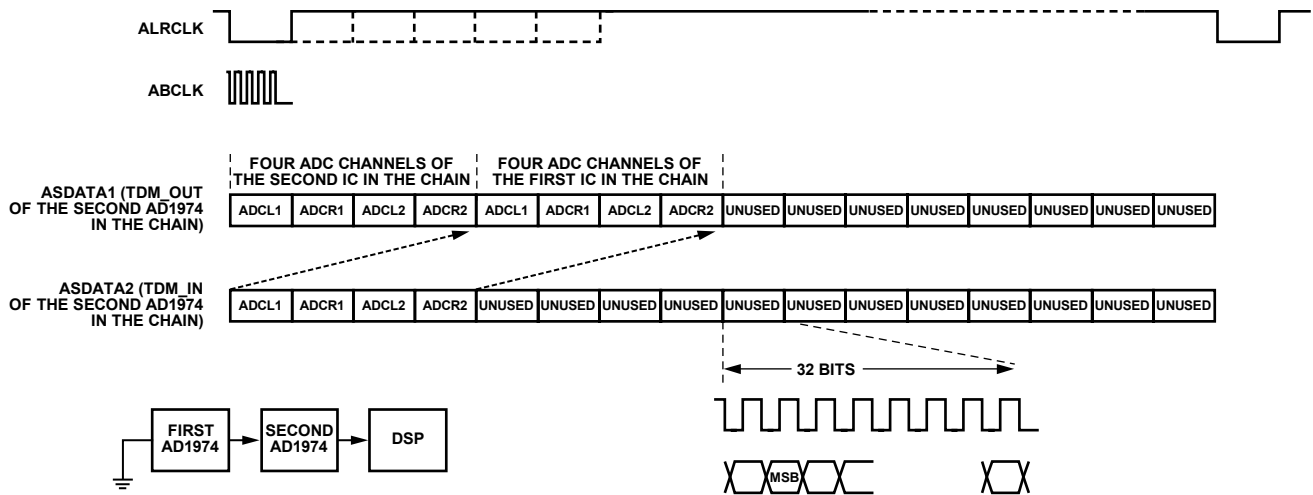 ALRCLK
ABCLK
FOUR ADC CHANNELS OF
THE SECOND IC IN THE CHAIN
FOUR ADC CHANNELS OF
THE FIRST IC IN THE CHAIN
ASDATA1 (TDM_OUT
OF THE SECOND AD1974
IN THE CHAIN)
ADCL1 ADCR1 ADCL2 ADCR2 ADCL1 ADCR1 ADCL2 ADCR2 UNUSED UNUSED UNUSED UNUSED UNUSED UNUSED UNUSED UNUSED
ASDATA2 (TDM_IN
OF THE SECOND AD1974
IN THE CHAIN)
ADCL1 ADCR1 ADCL2 ADCR2 UNUSED UNUSED UNUSED UNUSED UNUSED UNUSED UNUSED UNUSED UNUSED UNUSED UNUSED UNUSED
32 BITS
FIRST
AD1974
SECOND
AD1974
DSP
MSB